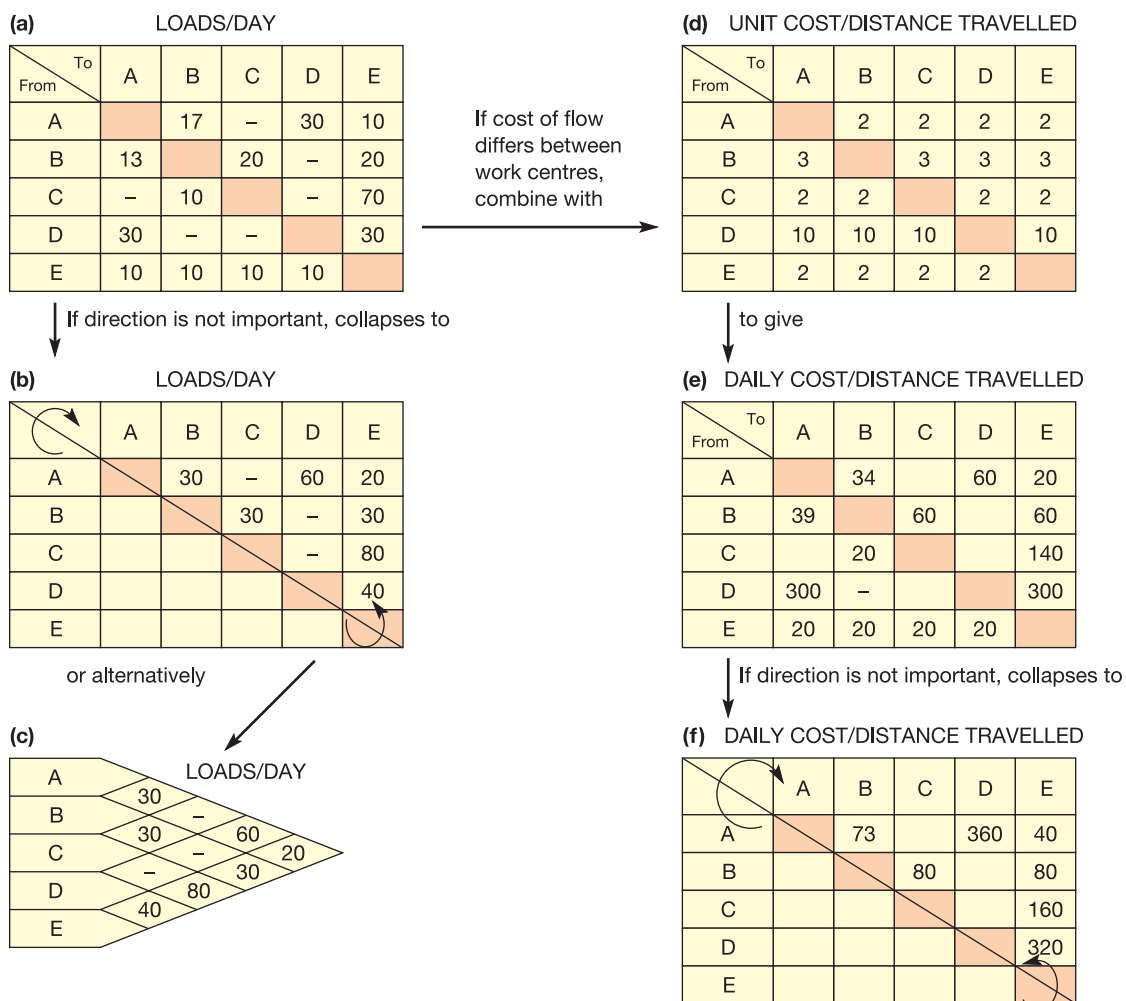 (a) LOADS/DAY
To
From A B C D E
A 17 – 30 10
B 13 20 – 20
C – 10 – 70
D 30 – – 30
E 10 10 10 10
If cost of flow
differs between
work centres,
combine with
(d) UNIT COST/DISTANCE TRAVELLED
To
From A B C D E
A 2 2 2 2
B 3 3 3 3
C 2 2 2 2
D 10 10 10 10
E 2 2 2 2
If direction is not important, collapses to
to give
(b) LOADS/DAY
A B C D E
A 30 – 60 20
B 30 – 30
C – 80
D 40
E
(e) DAILY COST/DISTANCE TRAVELLED
To
From A B C D E
A 34 60 20
B 39 60 60
C 20 140
D 300 – 300
E 20 20 20 20
or alternatively
If direction is not important, collapses to
(c) LOADS/DAY
A
30
B – 
30 60
C – 20
– 30
D 80
40
E
(f) DAILY COST/DISTANCE TRAVELLED
A B C D E
A 73 360 40
B 80 80
C 160
D 320
E